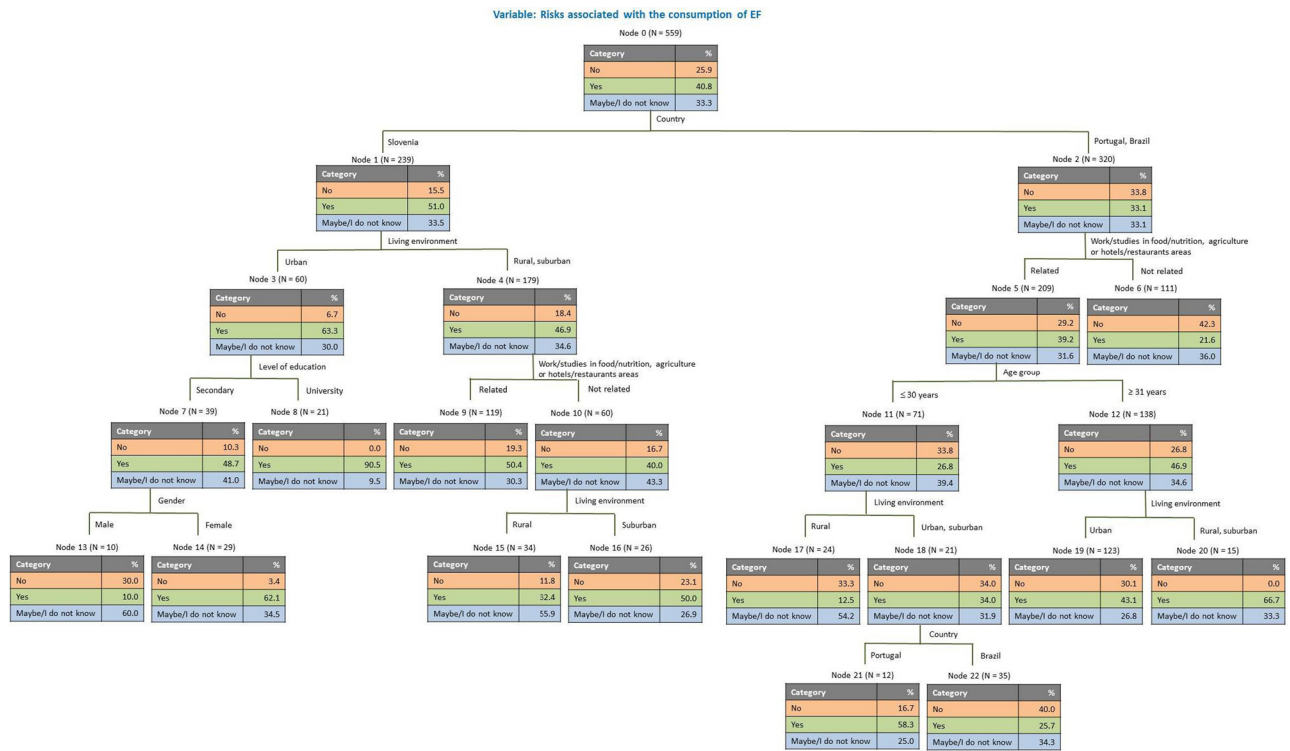 Variable: Risks associated with the consumption of EF
Node 0 (N = 559)
Category %
No 25.9
Yes 40.8
Maybe/I do not know 33.3
Country
Slovenia
Portugal, Brazil
Node 1 (N = 239)
Category %
No 15.5
Yes 51.0
Maybe/I do not know 33.5
Living environment
Node 2 (N = 320)
Category %
No 33.8
Yes 33.1
Maybe/I do not know 33.1
Work/studies in food/nutrition, agriculture
or hotels/restaurants areas
Urban
Rural, suburban
Related
Not related
Node 3 (N = 60)
Category %
No 6.7
Yes 63.3
Maybe/I do not know 30.0
Level of education
Node 4 (N = 179)
Category %
No 18.4
Yes 46.9
Maybe/I do not know 34.6
Work/studies in food/nutrition, agriculture
or hotels/restaurants areas
Node 5 (N = 209)
Category %
No 29.2
Yes 39.2
Maybe/I do not know 31.6
Age group
Node 6 (N = 111)
Category %
No 42.3
Yes 21.6
Maybe/I do not know 36.0
Secondary
University
Related
Not related
≤ 30 years
≥ 31 years
Node 7 (N = 39)
Category %
No 10.3
Yes 48.7
Maybe/I do not know 41.0
Gender
Node 8 (N = 21)
Category %
No 0.0
Yes 90.5
Maybe/I do not know 9.5
Node 9 (N = 119)
Category %
No 19.3
Yes 50.4
Maybe/I do not know 30.3
Node 10 (N = 60)
Category %
No 16.7
Yes 40.0
Maybe/I do not know 43.3
Living environment
Node 11 (N = 71)
Category %
No 33.8
Yes 26.8
Maybe/I do not know 39.4
Living environment
Node 12 (N = 138)
Category %
No 26.8
Yes 46.9
Maybe/I do not know 34.6
Living environment
Male
Female
Rural
Suburban
Rural
Urban, suburban
Urban
Rural, suburban
Node 13 (N = 10)
Category %
No 30.0
Yes 10.0
Maybe/I do not know 60.0
Node 14 (N = 29)
Category %
No 3.4
Yes 62.1
Maybe/I do not know 34.5
Node 15 (N = 34)
Category %
No 11.8
Yes 32.4
Maybe/I do not know 55.9
Node 16 (N = 26)
Category %
No 23.1
Yes 50.0
Maybe/I do not know 26.9
Node 17 (N = 24)
Category %
No 33.3
Yes 12.5
Maybe/I do not know 54.2
Node 18 (N = 21)
Category %
No 34.0
Yes 34.0
Maybe/I do not know 31.9
Country
Node 19 (N = 123)
Category %
No 30.1
Yes 43.1
Maybe/I do not know 26.8
Node 20 (N = 15)
Category %
No 0.0
Yes 66.7
Maybe/I do not know 33.3
Portugal
Brazil
Node 21 (N = 12)
Category %
No 16.7
Yes 58.3
Maybe/I do not know 25.0
Node 22 (N = 35)
Category %
No 40.0
Yes 25.7
Maybe/I do not know 34.3